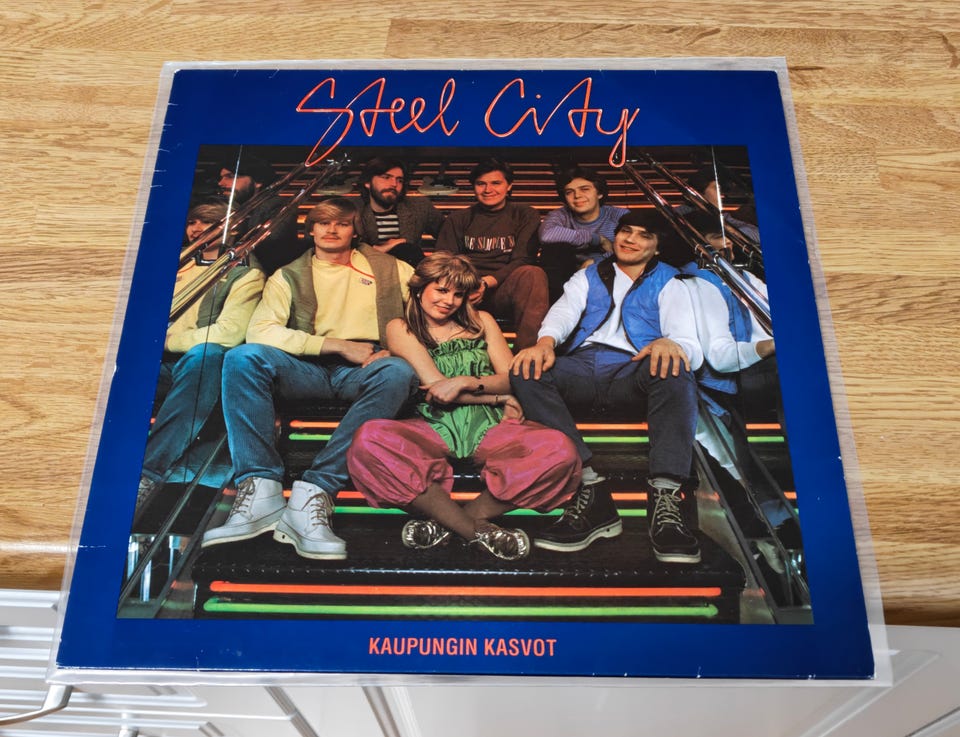 Steel City
KAUPUNGIN KASVOT